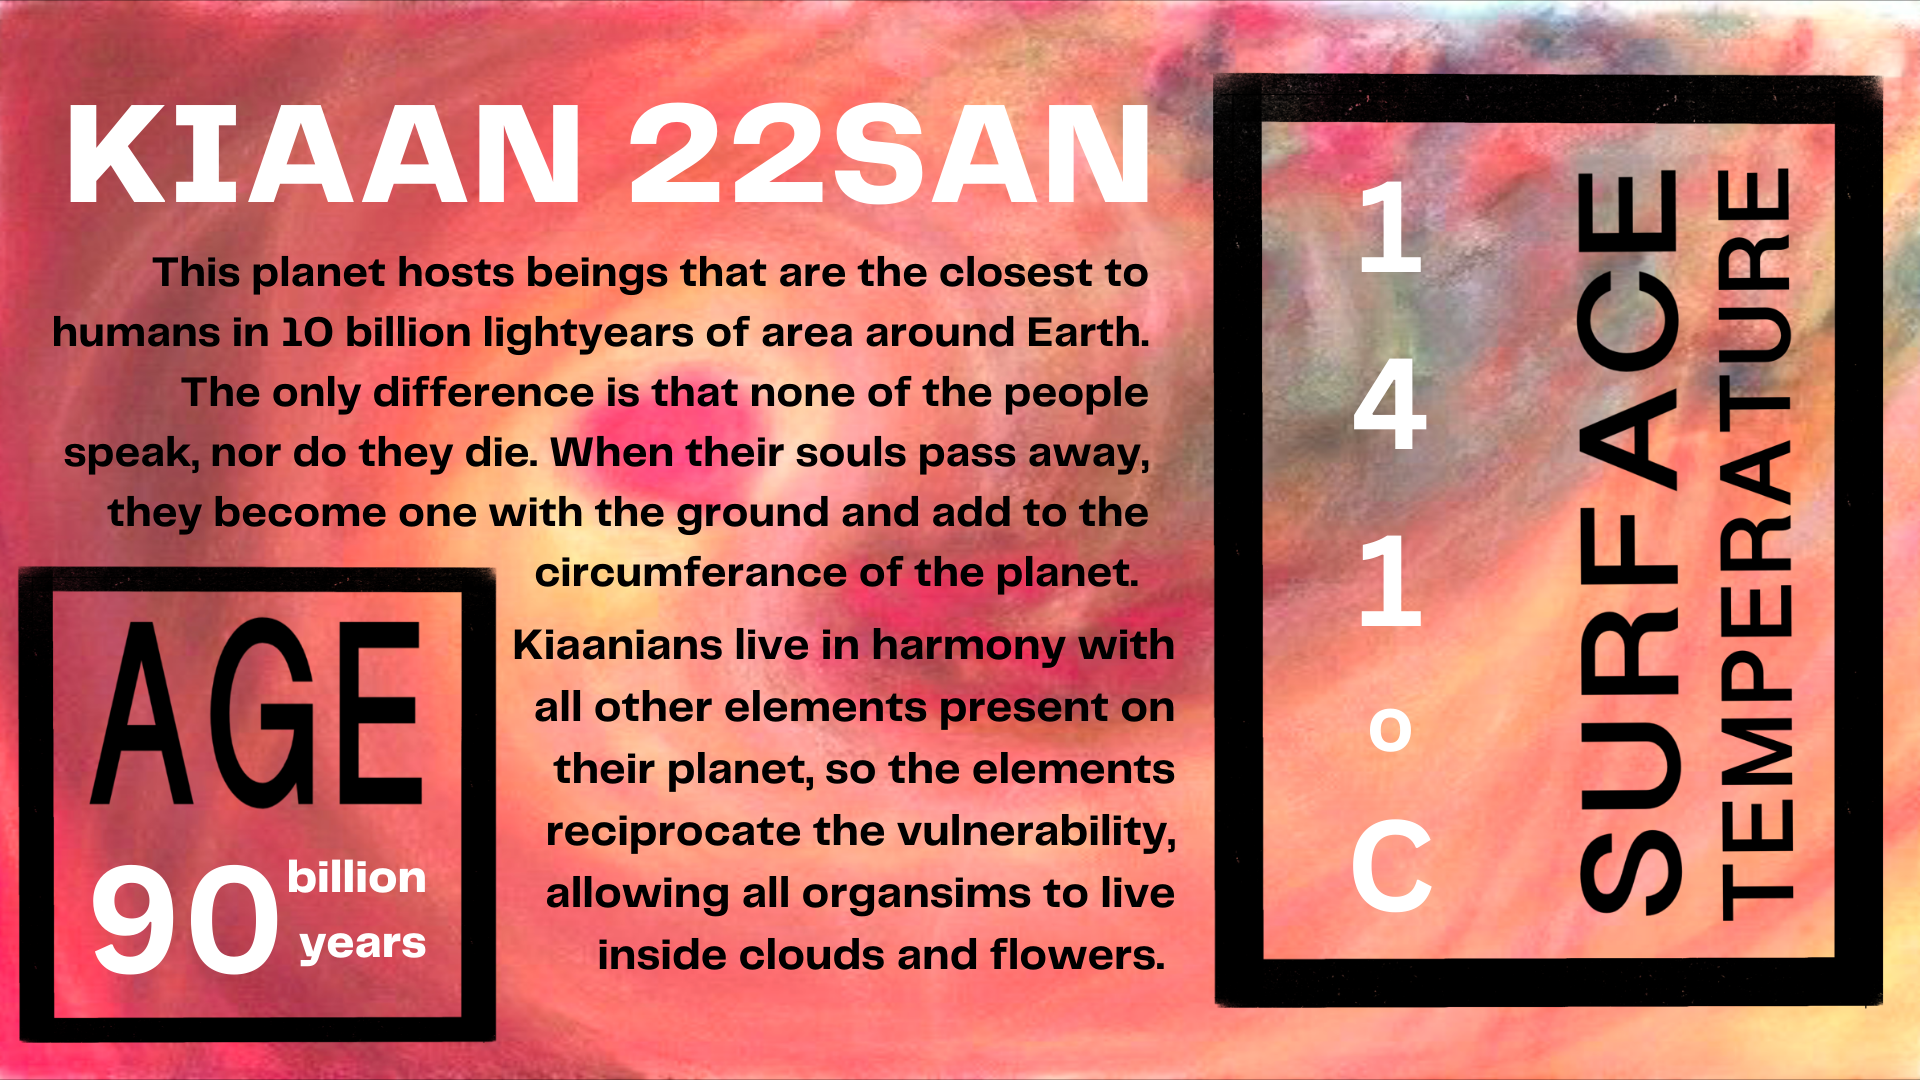 KIAAN 22SAN
This planet hosts beings that are the closest to
humans in 10 billion lightyears of area around Earth.
The only difference is that none of the people
speak, nor do they die. When their souls pass away,
they become one with the ground and add to the
circumferance of the planet.
Kiaanians live in harmony with
all other elements present on
their planet, so the elements
reciprocate the vulnerability,
allowing all organsims to live
inside clouds and flowers.
AGE
90 billion
years
1
4
1
o
C
SURFACE
TEMPERATURE